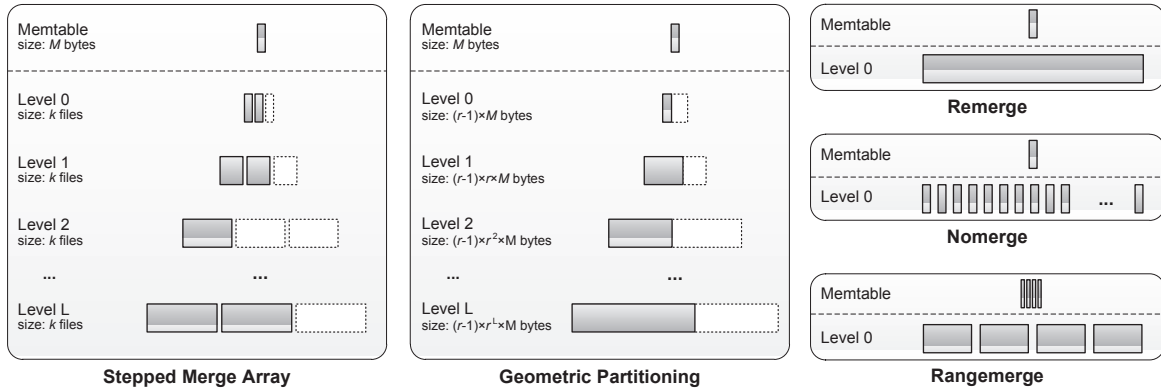 Memtable
size: M bytes
Level 0
size: k files
Level 1
size: k files
Level 2
size: k files
... ...
Level L
size: k files
Stepped Merge Array
Memtable
size: M bytes
Level 0
size: (r-1)×M bytes
Level 1
size: (r-1)×r×M bytes
Level 2
size: (r-1)×r²×M bytes
... ...
Level L
size: (r-1)×rᴸ×M bytes
Geometric Partitioning
Memtable
Level 0
Remerge
Memtable
Level 0 ...
Nomerge
Memtable
Level 0
Rangemerge